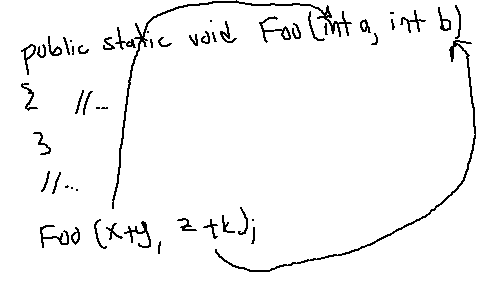 public static void Foo(int a, int b)
{ //...
}
//...
Foo (x+y, z+k);